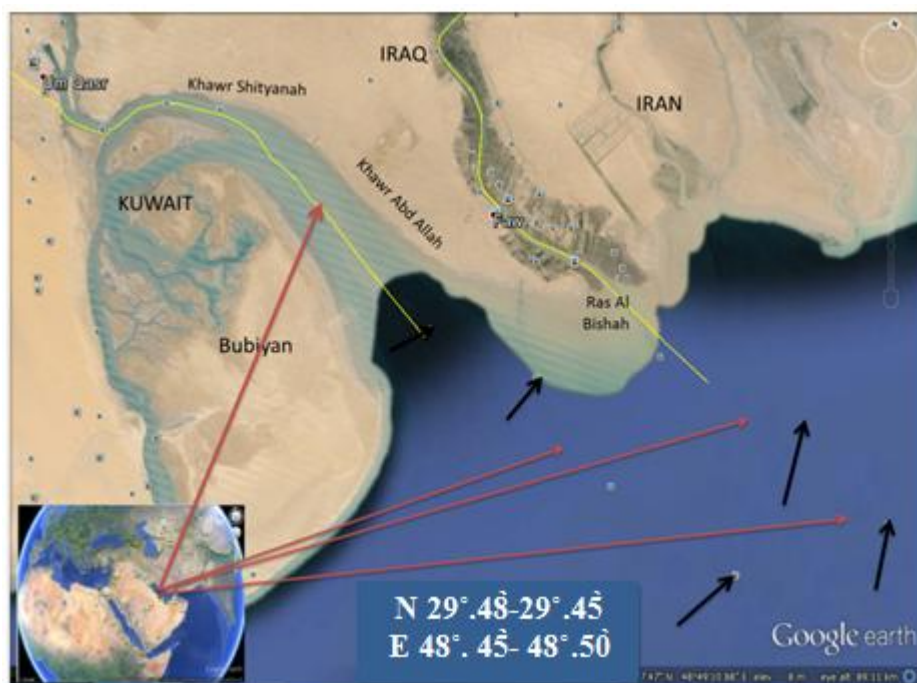 IRAQ
Um Qasr
Khawr Shityanah
IRAN
Khawr Abd Allah
KUWAIT
Faw
Ras Al
Bishah
Bubiyan
N 29°.48̀-29°.45̀
E 48°. 45̀- 48°.50̀
Google earth